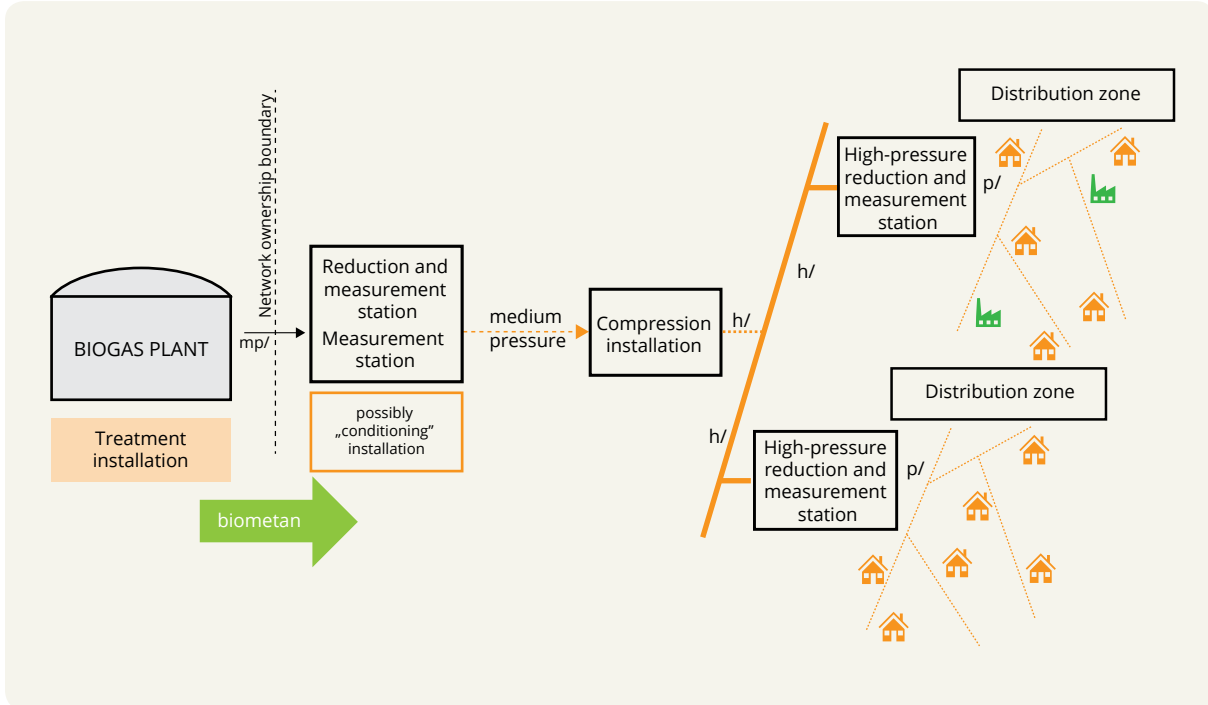 Network ownership boundary
BIOGAS PLANT
mp/
Treatment
installation
biometan
Reduction and
measurement
station
Measurement
station
possibly
„conditioning”
installation
medium
pressure
Compression
installation
h/
h/
h/
High-pressure
reduction and
measurement
station
p/
Distribution zone
High-pressure
reduction and
measurement
station
p/
Distribution zone